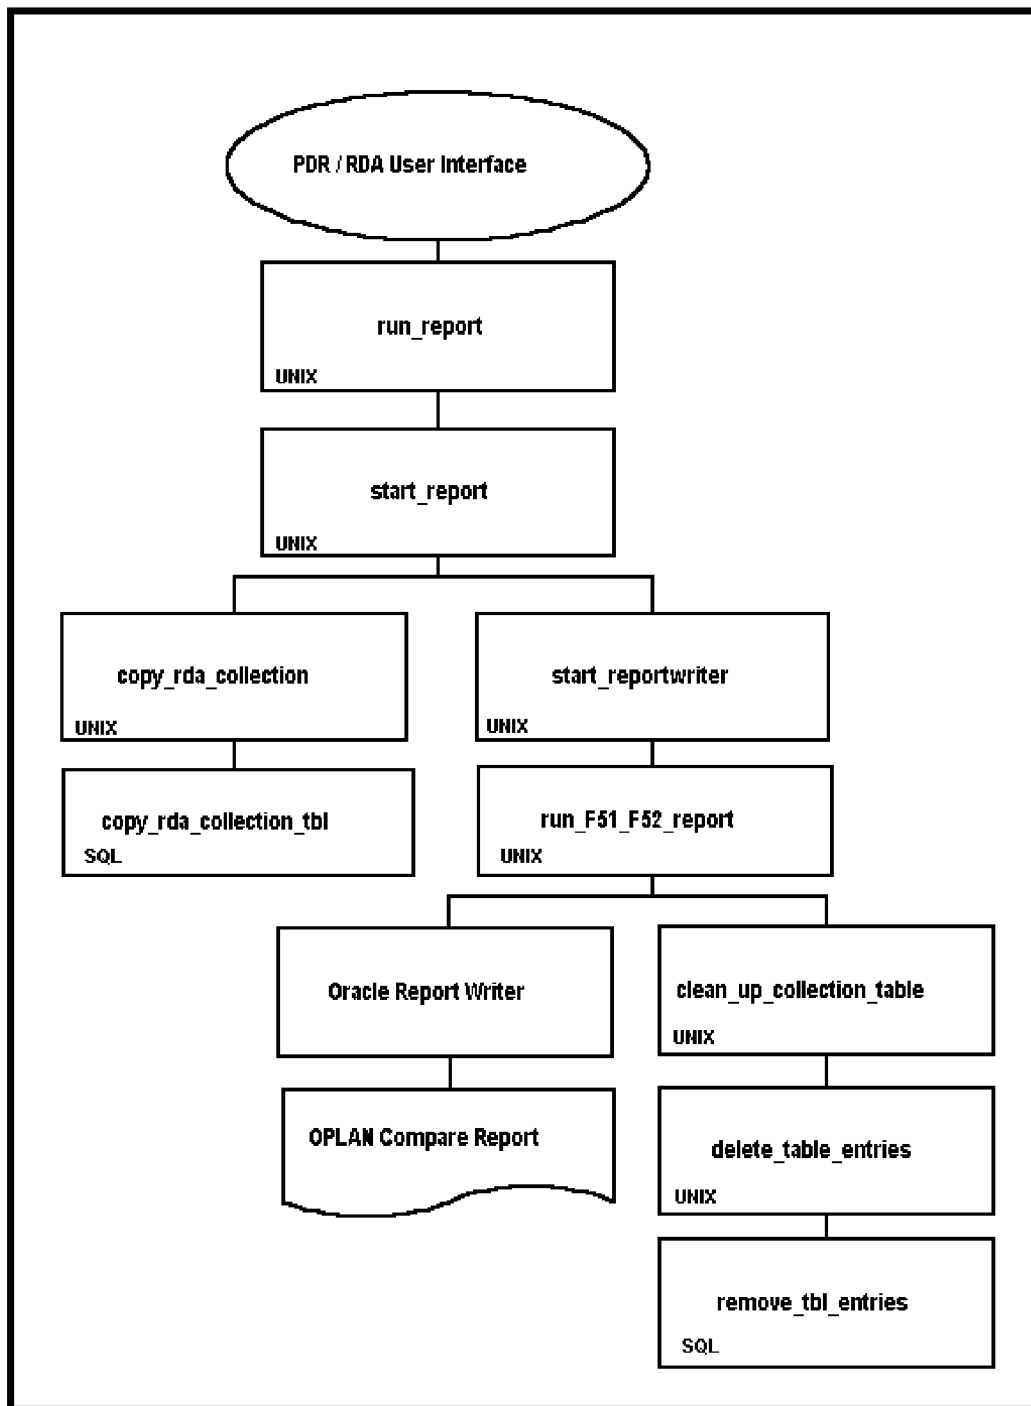 PDR / RDA User Interface
run_report
UNIX
start_report
UNIX
copy_rda_collection
UNIX
start_reportwriter
UNIX
copy_rda_collection_tbl
SQL
run_F51_F52_report
UNIX
Oracle Report Writer
clean_up_collection_table
UNIX
OPLAN Compare Report
delete_table_entries
UNIX
remove_tbl_entries
SQL